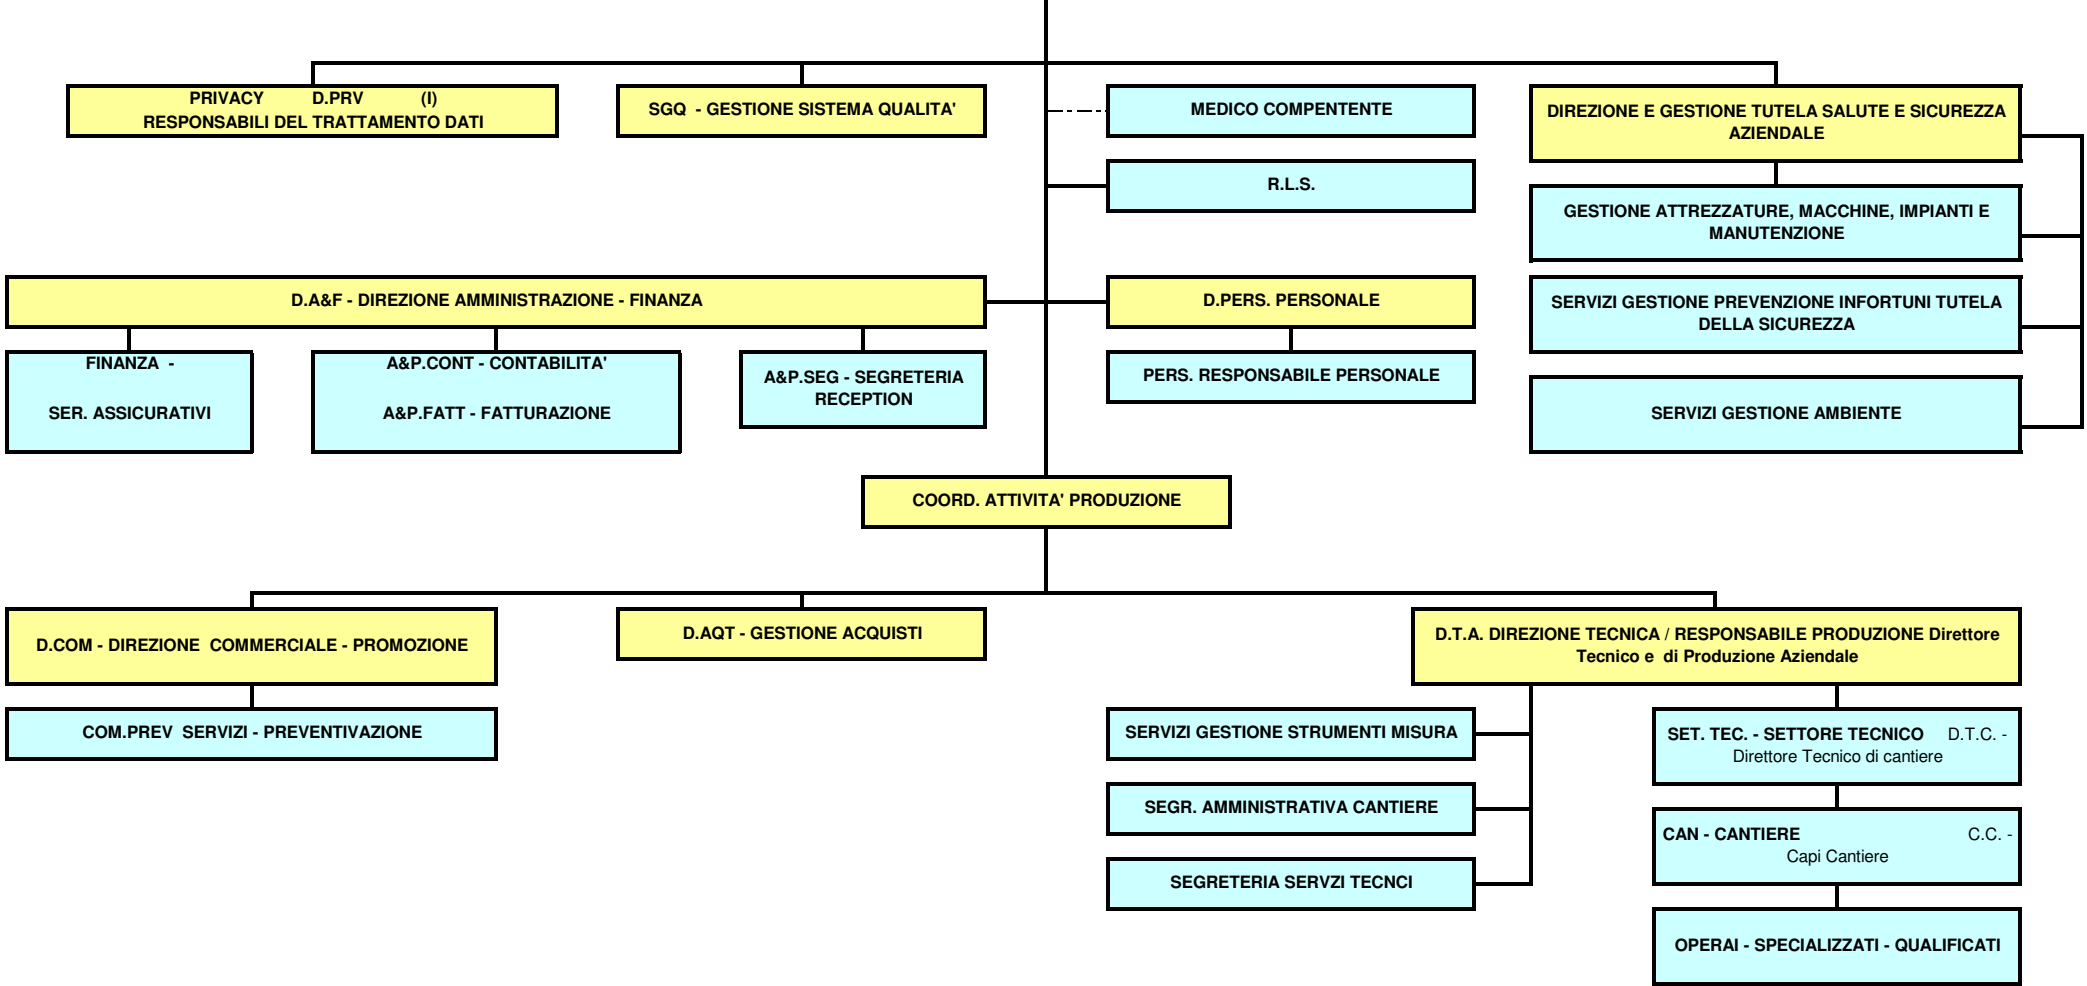 PRIVACY D.PRV (I)
RESPONSABILI DEL TRATTAMENTO DATI
SGQ - GESTIONE SISTEMA QUALITA'
MEDICO COMPENTENTE
DIREZIONE E GESTIONE TUTELA SALUTE E SICUREZZA
AZIENDALE
R.L.S.
GESTIONE ATTREZZATURE, MACCHINE, IMPIANTI E
MANUTENZIONE
D.A&F - DIREZIONE AMMINISTRAZIONE - FINANZA
D.PERS. PERSONALE
SERVIZI GESTIONE PREVENZIONE INFORTUNI TUTELA
DELLA SICUREZZA
FINANZA -
SER. ASSICURATIVI
A&P.CONT - CONTABILITA'
A&P.FATT - FATTURAZIONE
A&P.SEG - SEGRETERIA
RECEPTION
PERS. RESPONSABILE PERSONALE
SERVIZI GESTIONE AMBIENTE
COORD. ATTIVITA' PRODUZIONE
D.COM - DIREZIONE COMMERCIALE - PROMOZIONE
D.AQT - GESTIONE ACQUISTI
D.T.A. DIREZIONE TECNICA / RESPONSABILE PRODUZIONE Direttore
Tecnico e di Produzione Aziendale
COM.PREV SERVIZI - PREVENTIVAZIONE
SERVIZI GESTIONE STRUMENTI MISURA
SET. TEC. - SETTORE TECNICO D.T.C. -
Direttore Tecnico di cantiere
SEGR. AMMINISTRATIVA CANTIERE
CAN - CANTIERE C.C. -
Capi Cantiere
SEGRETERIA SERVZI TECNCI
OPERAI - SPECIALIZZATI - QUALIFICATI